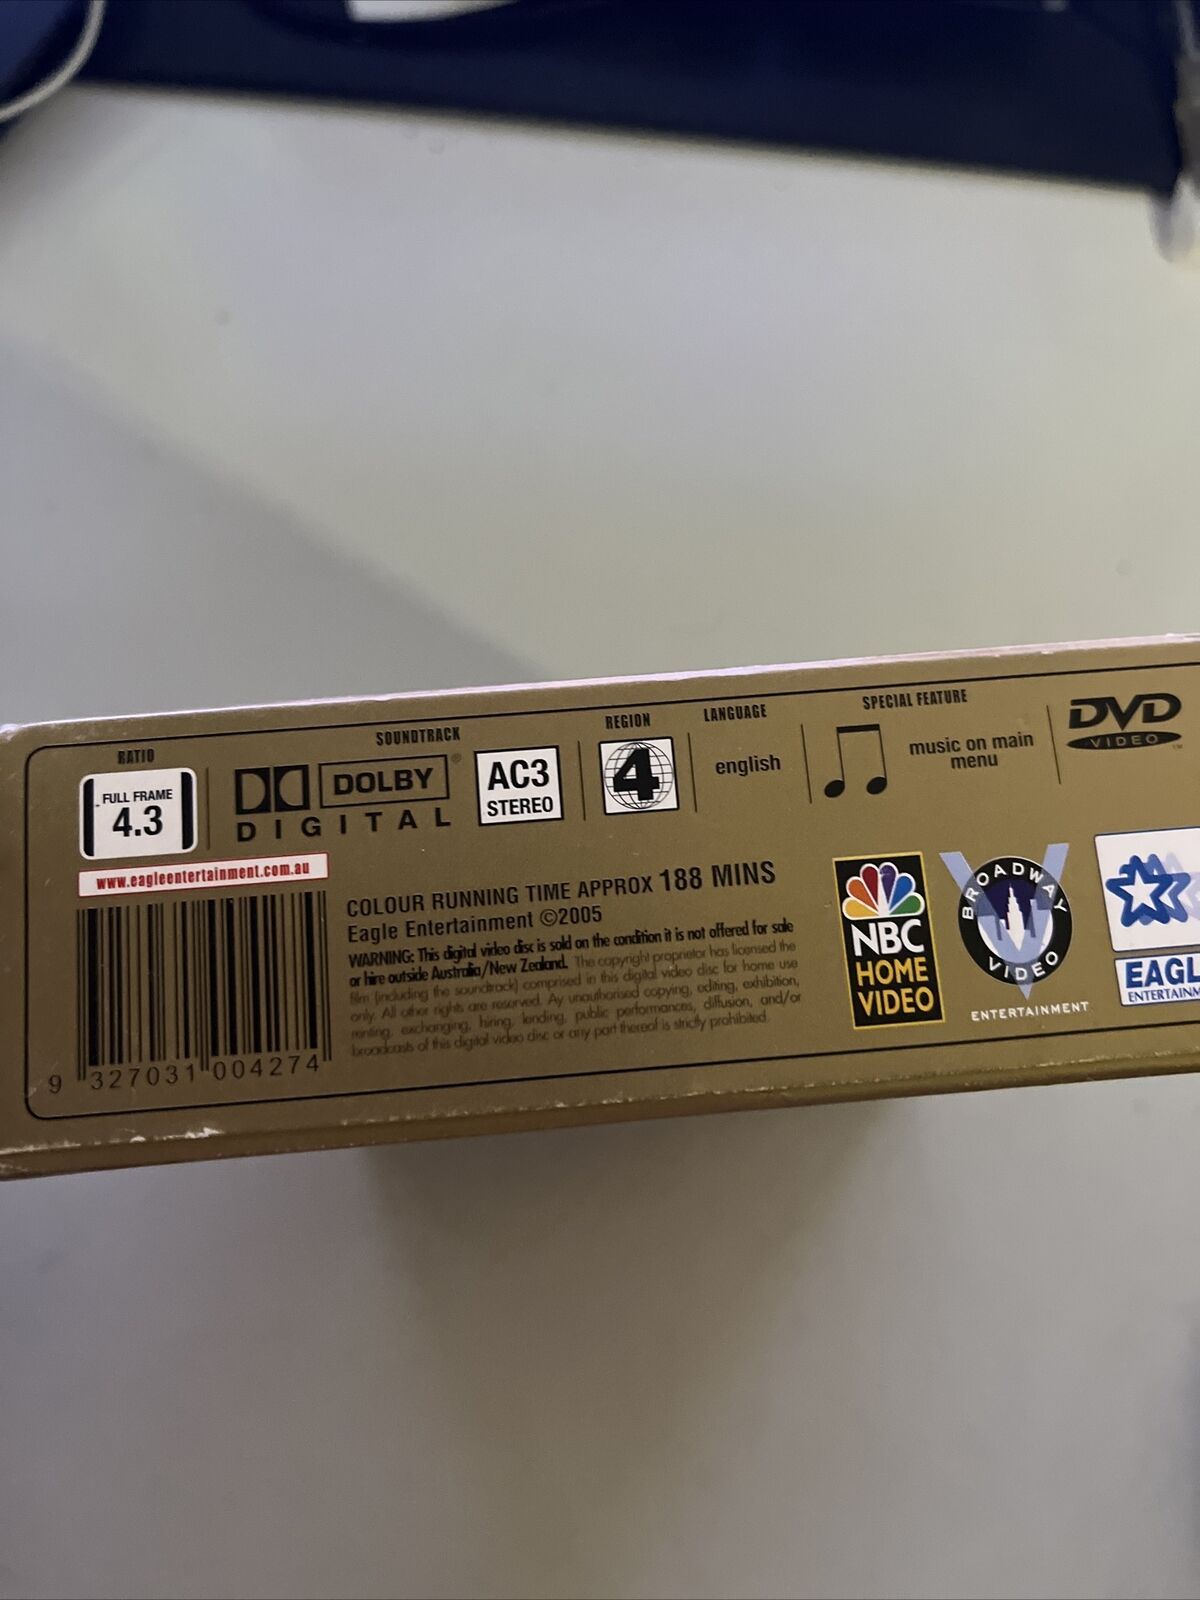 RATIO
FULL FRAME
4.3
SOUNDTRACK
DOLBY®
DIGITAL
AC3
STEREO
REGION
4
LANGUAGE
english
SPECIAL FEATURE
music on main
menu
DVD
VIDEO™
www.eagleentertainment.com.au
9 327031 004274
COLOUR RUNNING TIME APPROX 188 MINS
Eagle Entertainment ©2005
WARNING: This digital video disc is sold on the condition it is not offered for sale
or hire outside Australia/New Zealand. The copyright proprietor has licensed the
film (including the soundtrack) comprised in this digital video disc for home use
only. All other rights are reserved. Ay unauthorised copying, editing, exhibition,
renting, exchanging, hiring, lending, public performances, diffusion, and/or
broadcasts of this digital video disc or any part thereof is strictly prohibited.
NBC
HOME
VIDEO
BROADWAY
VIDEO
ENTERTAINMENT
EAGL
ENTERTAINM